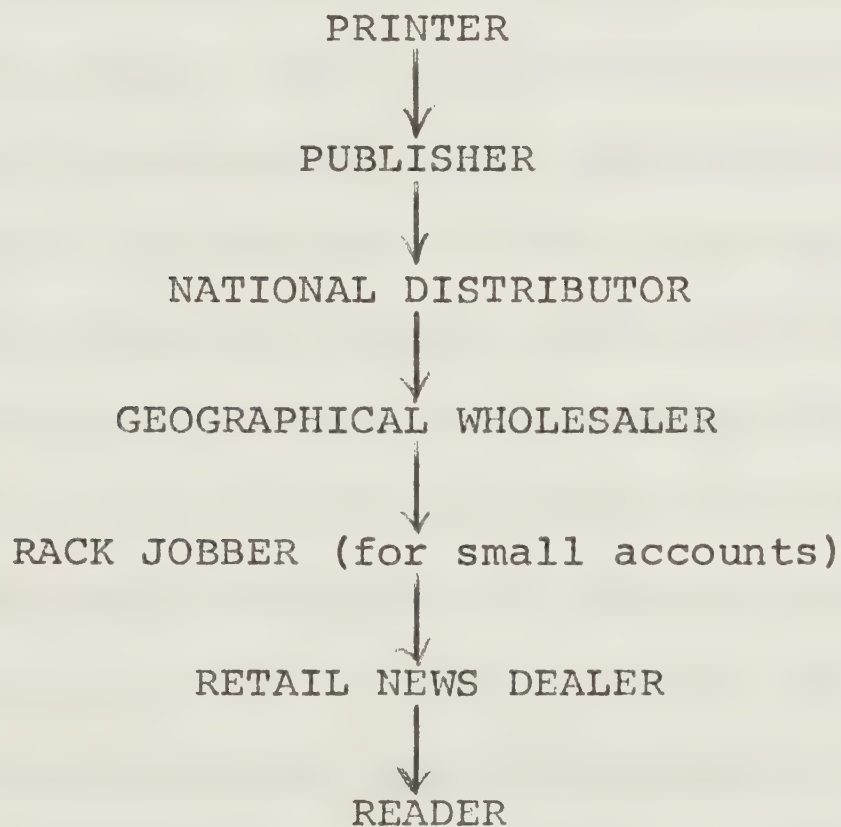 PRINTER
PUBLISHER
NATIONAL DISTRIBUTOR
GEOGRAPHICAL WHOLESALER
RACK JOBBER (for small accounts)
RETAIL NEWS DEALER
READER